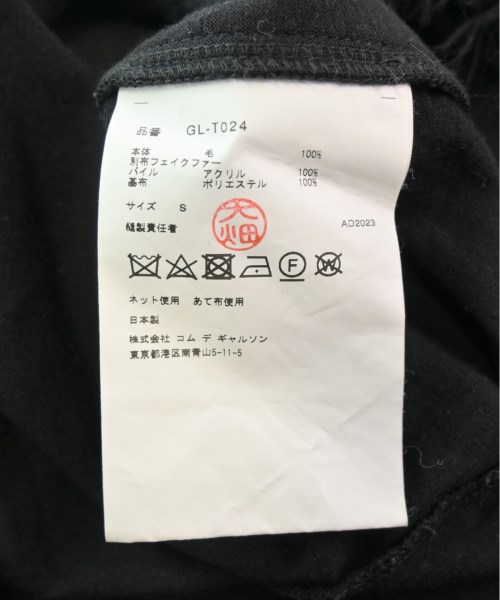 品番 GL-T024
本体 毛 100%
別布フェイクファー
パイル アクリル 100%
基布 ポリエステル 100%
サイズ S
大畑
縫製責任者
AD2023
F W
ネット使用 あて布使用
日本製
株式会社 コム デ ギャルソン
東京都港区南青山5-11-5